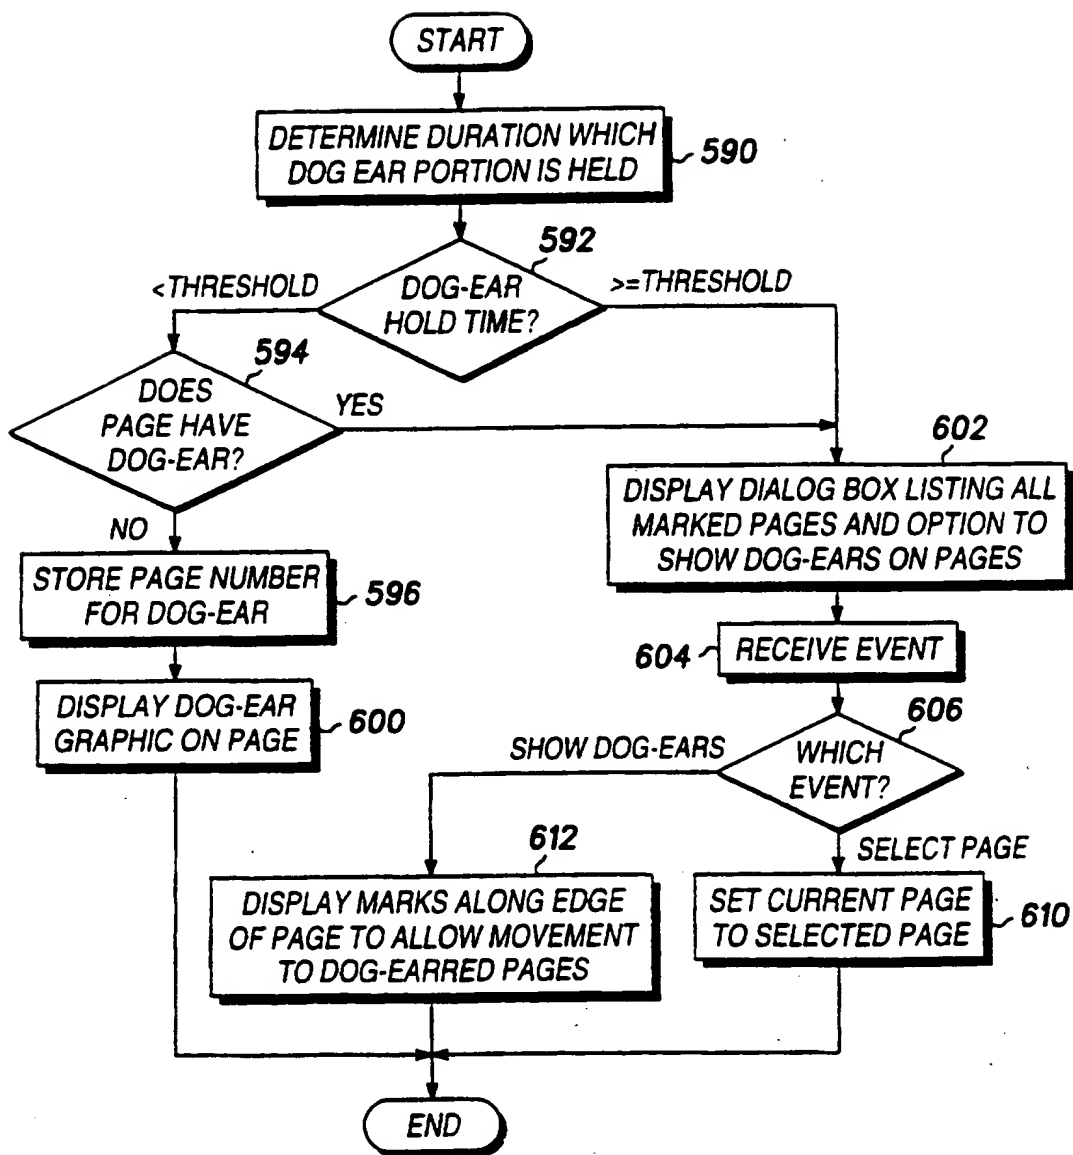 START
DETERMINE DURATION WHICH
DOG EAR PORTION IS HELD
590
592
<THRESHOLD
DOG-EAR
HOLD TIME?
>=THRESHOLD
594
DOES
PAGE HAVE
DOG-EAR?
YES
NO
602
DISPLAY DIALOG BOX LISTING ALL
MARKED PAGES AND OPTION TO
SHOW DOG-EARS ON PAGES
STORE PAGE NUMBER
FOR DOG-EAR
596
604
RECEIVE EVENT
DISPLAY DOG-EAR
GRAPHIC ON PAGE
600
606
SHOW DOG-EARS
WHICH
EVENT?
SELECT PAGE
612
DISPLAY MARKS ALONG EDGE
OF PAGE TO ALLOW MOVEMENT
TO DOG-EARRED PAGES
SET CURRENT PAGE
TO SELECTED PAGE
610
END